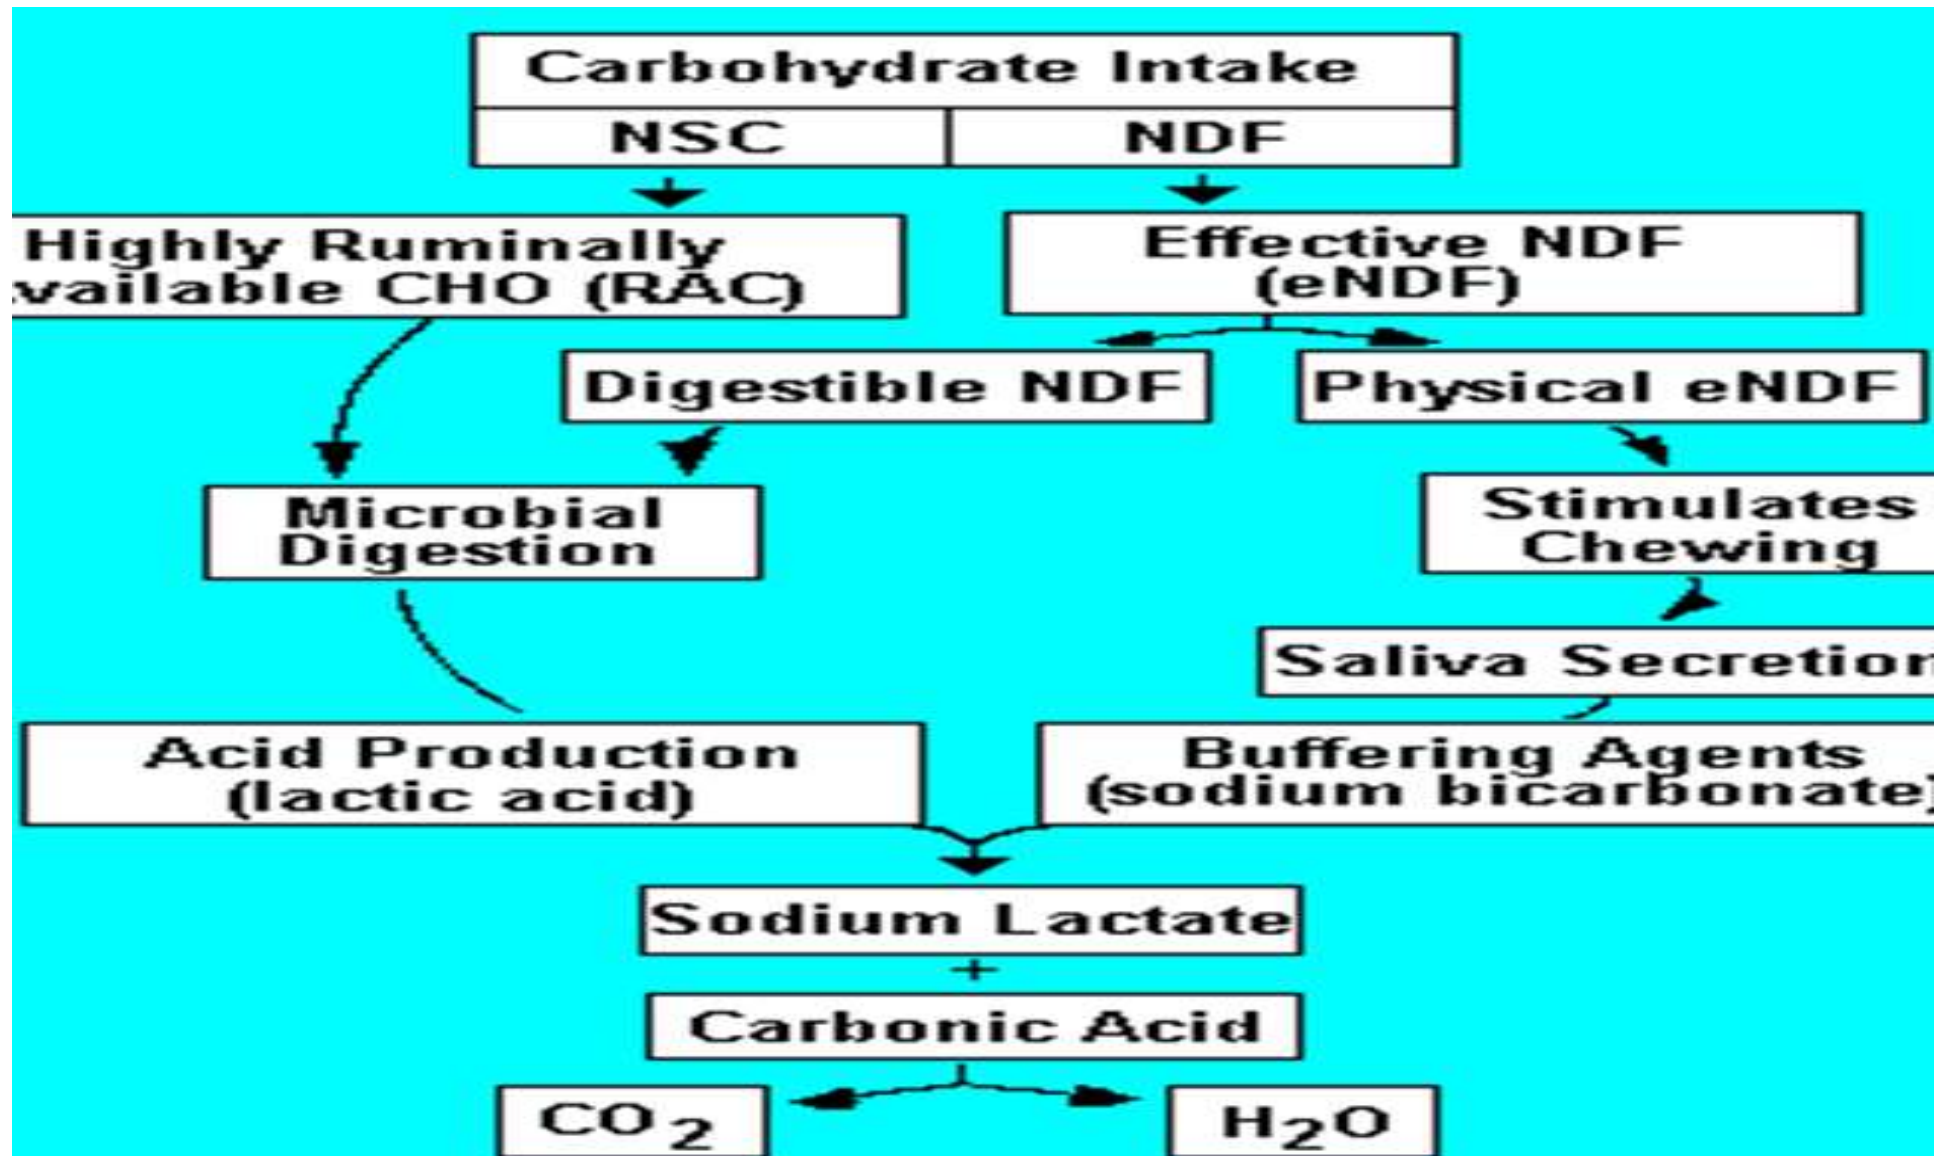 Carbohydrate Intake
NSC
NDF
Highly Ruminally
vailable CHO (RAC)
Effective NDF
(eNDF)
Digestible NDF
Physical eNDF
Microbial
Digestion
Stimulates
Chewing
Saliva Secretion
Acid Production
(lactic acid)
Buffering Agents
(sodium bicarbonate)
Sodium Lactate
+
Carbonic Acid
CO2
H2O